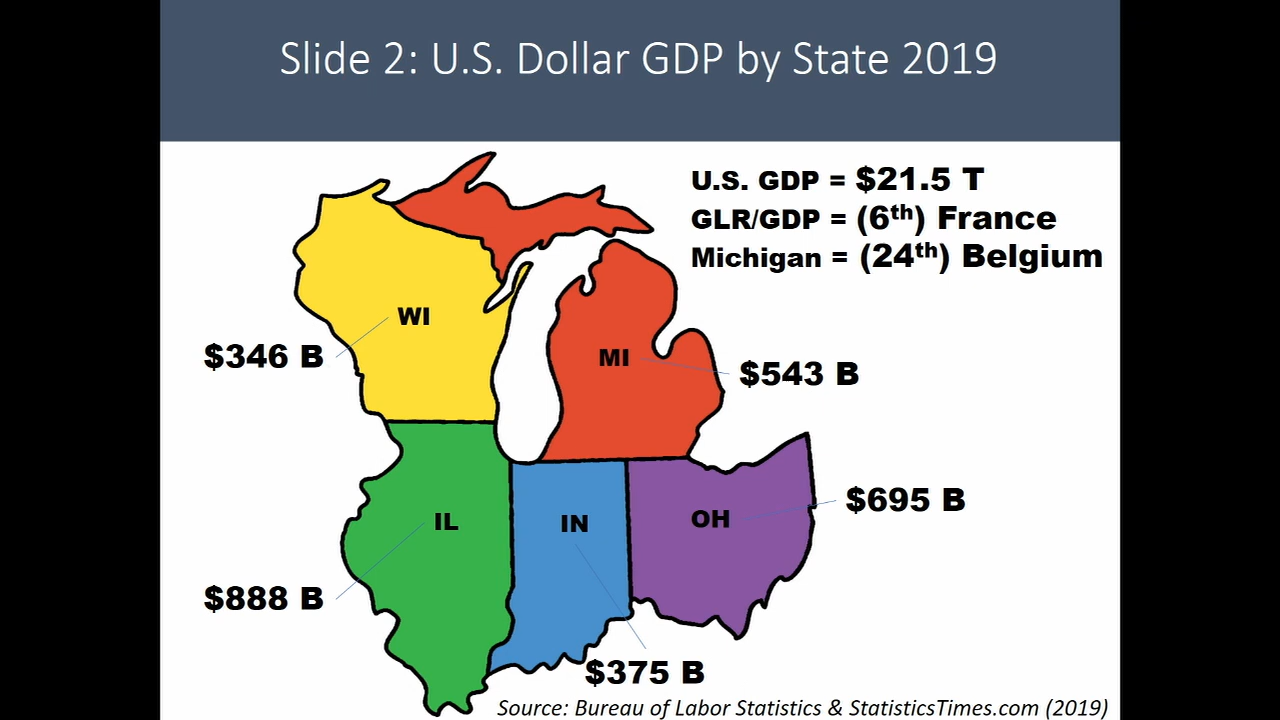 Slide 2: U.S. Dollar GDP by State 2019
U.S. GDP = $21.5 T
GLR/GDP = (6th) France
Michigan = (24th) Belgium
WI
$346 B
MI
$543 B
OH
$695 B
IL
$888 B
IN
$375 B
Source: Bureau of Labor Statistics & StatisticsTimes.com (2019)